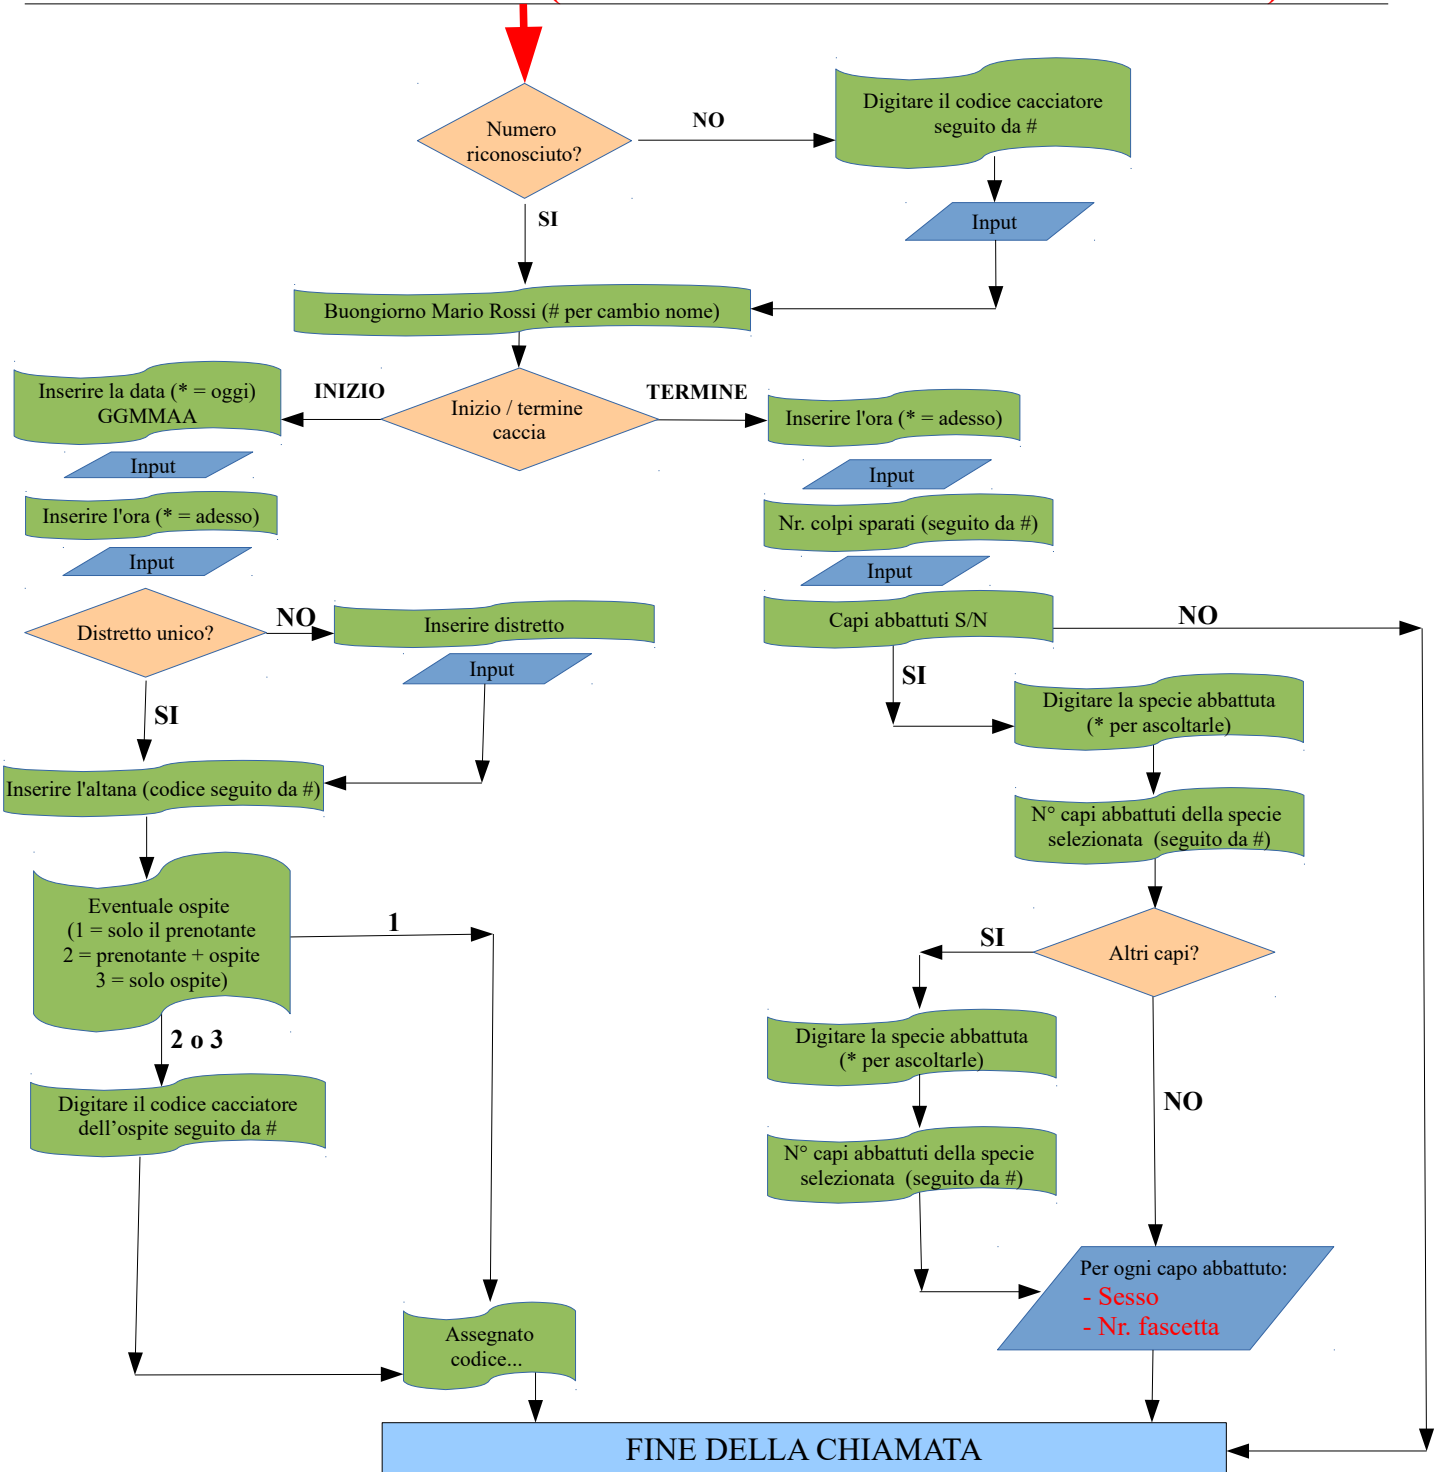 Numero
riconosciuto?
NO
Digitare il codice cacciatore
seguito da #
Input
SI
Buongiorno Mario Rossi (# per cambio nome)
Inizio / termine
caccia
INIZIO
Inserire la data (* = oggi)
GGMMAA
Input
Inserire l'ora (* = adesso)
Input
Distretto unico?
NO
Inserire distretto
Input
SI
Inserire l'altana (codice seguito da #)
Eventuale ospite
(1 = solo il prenotante
2 = prenotante + ospite
3 = solo ospite)
1
2 o 3
Digitare il codice cacciatore
dell’ospite seguito da #
Assegnato
codice...
TERMINE
Inserire l'ora (* = adesso)
Input
Nr. colpi sparati (seguito da #)
Input
Capi abbattuti S/N
NO
SI
Digitare la specie abbattuta
(* per ascoltarle)
N° capi abbattuti della specie
selezionata (seguito da #)
Altri capi?
SI
Digitare la specie abbattuta
(* per ascoltarle)
N° capi abbattuti della specie
selezionata (seguito da #)
NO
Per ogni capo abbattuto:
- Sesso
- Nr. fascetta
FINE DELLA CHIAMATA